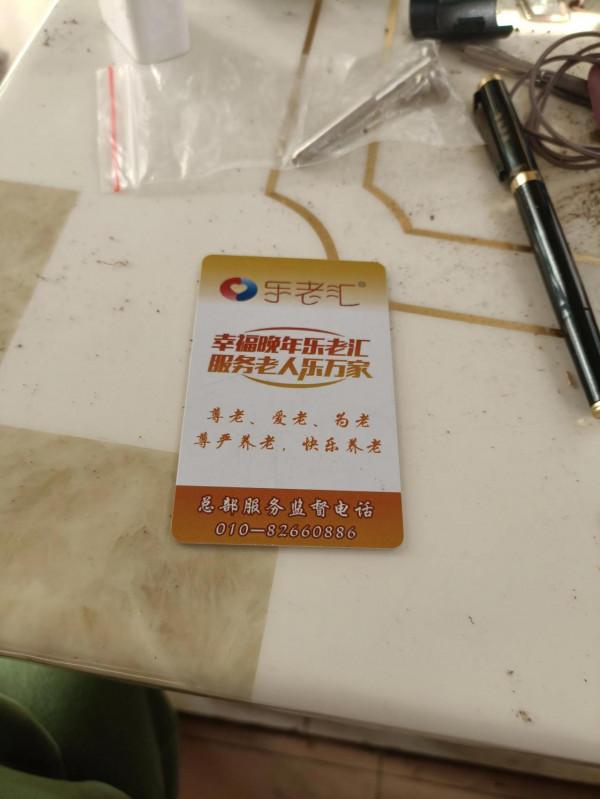 乐老汇®
幸福晚年乐老汇
服务老人乐万家
尊老、爱老、为老
尊严养老，快乐养老
总部服务监督电话
010—82660886